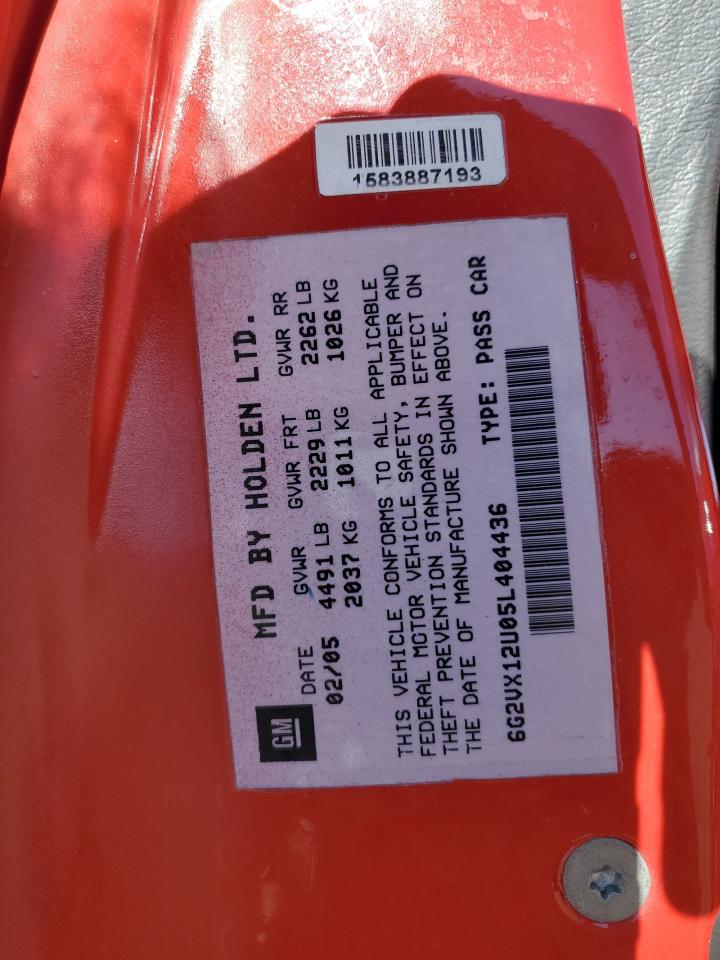 1583887193
MFD BY HOLDEN LTD.
GM
DATE GVWR GVWR FRT GVWR RR
02/05 4491 LB 2229 LB 2262 LB
2037 KG 1011 KG 1026 KG
THIS VEHICLE CONFORMS TO ALL APPLICABLE
FEDERAL MOTOR VEHICLE SAFETY, BUMPER AND
THEFT PREVENTION STANDARDS IN EFFECT ON
THE DATE OF MANUFACTURE SHOWN ABOVE.
6G2VX12U05L404436 TYPE: PASS CAR